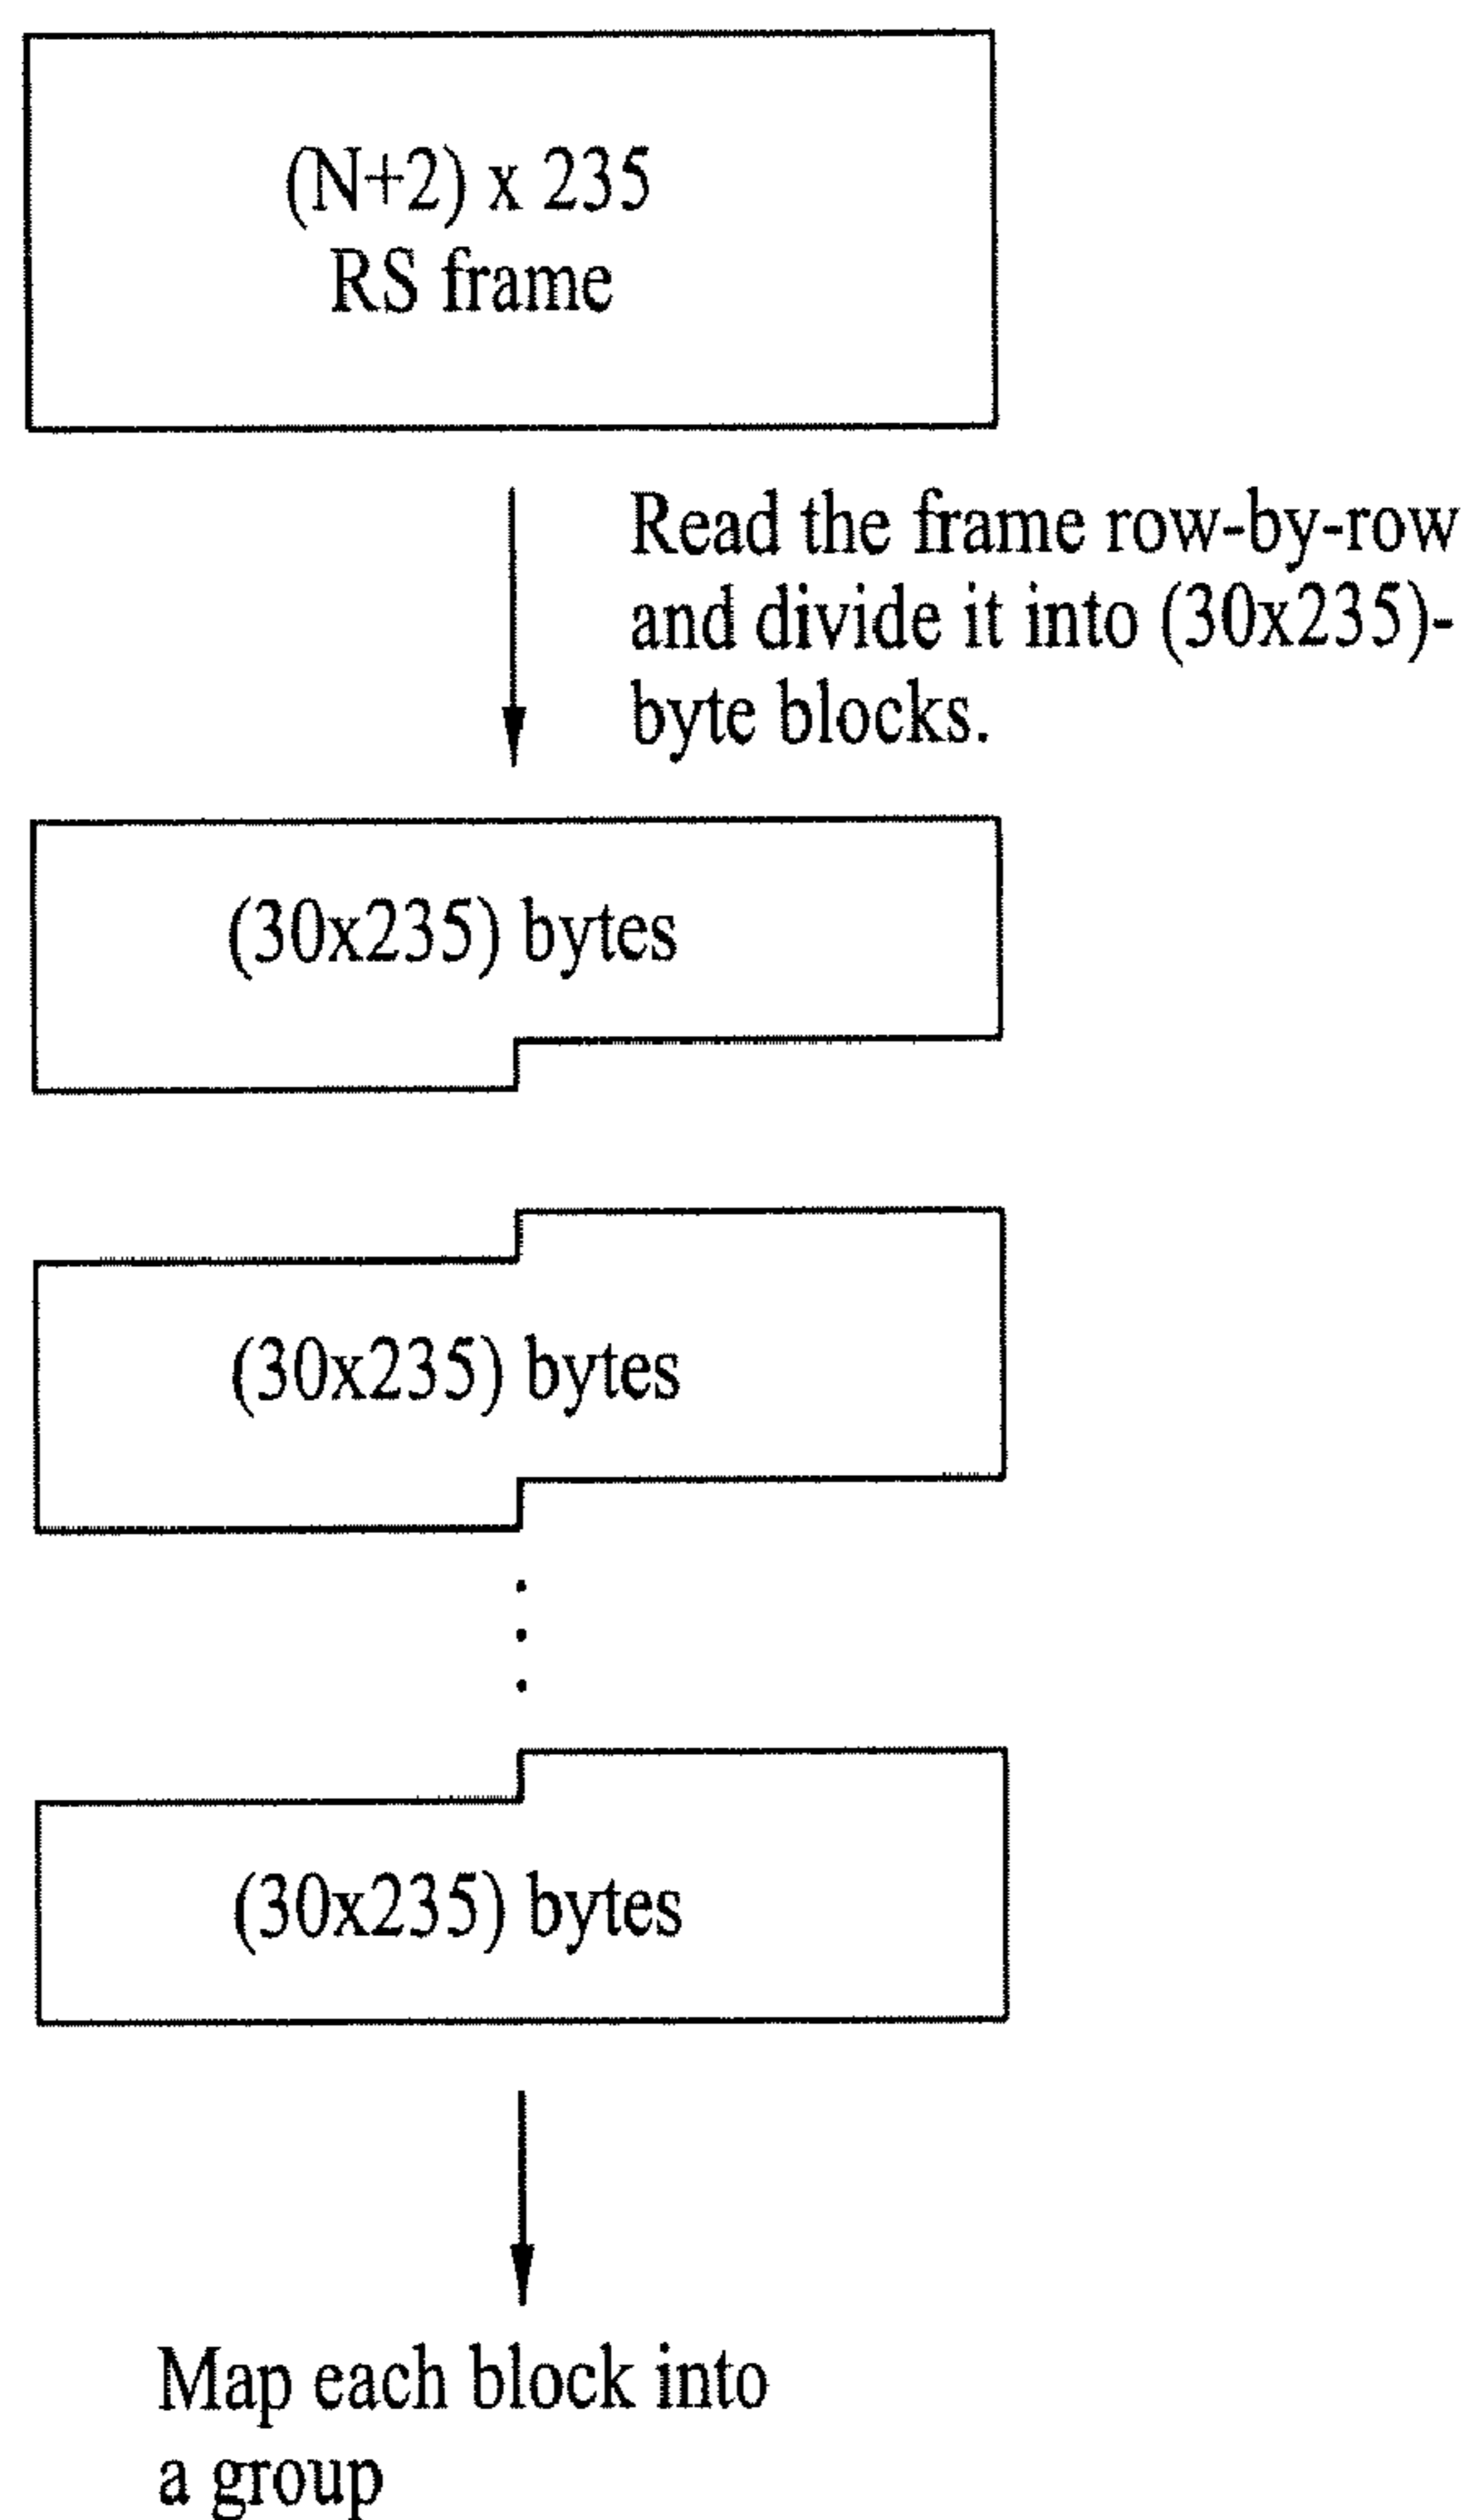 (N+2) x 235
RS frame
Read the frame row-by-row
and divide it into (30x235)-
byte blocks.
(30x235) bytes
(30x235) bytes
(30x235) bytes
Map each block into
a group